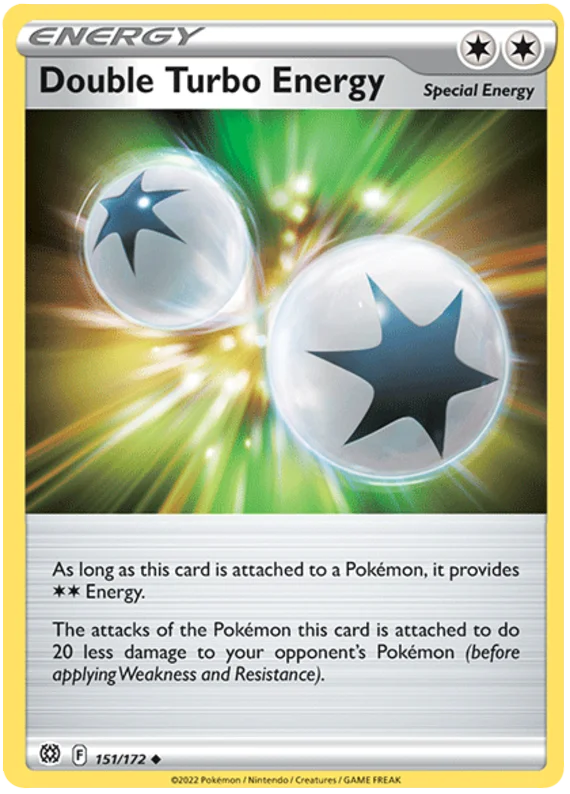 ENERGY
Double Turbo Energy
Special Energy
As long as this card is attached to a Pokémon, it provides
✶✶ Energy.
The attacks of the Pokémon this card is attached to do
20 less damage to your opponent's Pokémon (before
applying Weakness and Resistance).
F 151/172 ◆
©2022 Pokémon / Nintendo / Creatures / GAME FREAK